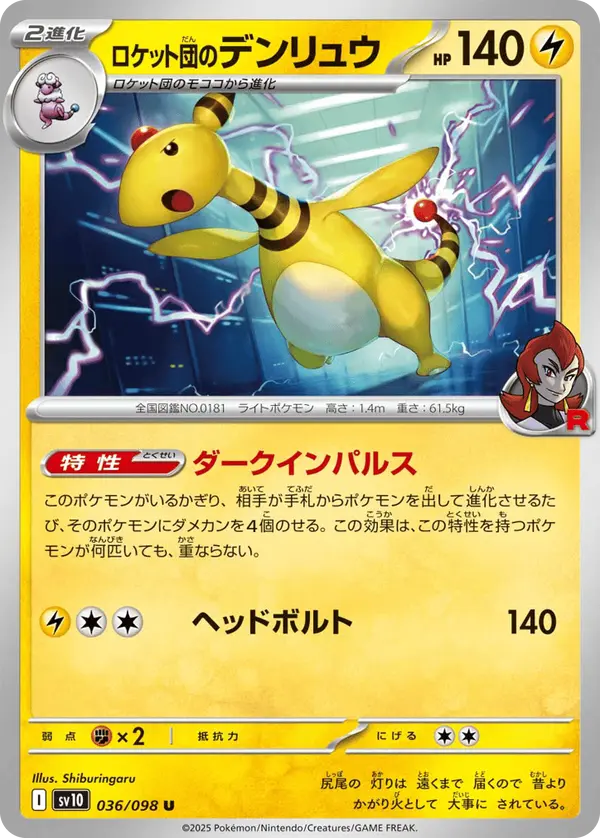 2進化 ロケット団のデンリュウ HP 140
ロケット団のモココから進化
全国図鑑NO.0181 ライトポケモン 高さ:1.4m 重さ:61.5kg
R
特性 とくせい ダークインパルス
このポケモンがいるかぎり、相手が手札からポケモンを出して進化させるた
び、そのポケモンにダメカンを4個のせる。この効果は、この特性を持つポケ
モンが何匹いても、重ならない。
ヘッドボルト 140
弱点 ×2 抵抗力 にげる
Illus. Shiburingaru
I sv10 036/098 U
尻尾の 灯りは 遠くまで 届くので 昔より
かがり火として 大事に されている。
©2025 Pokémon/Nintendo/Creatures/GAME FREAK.